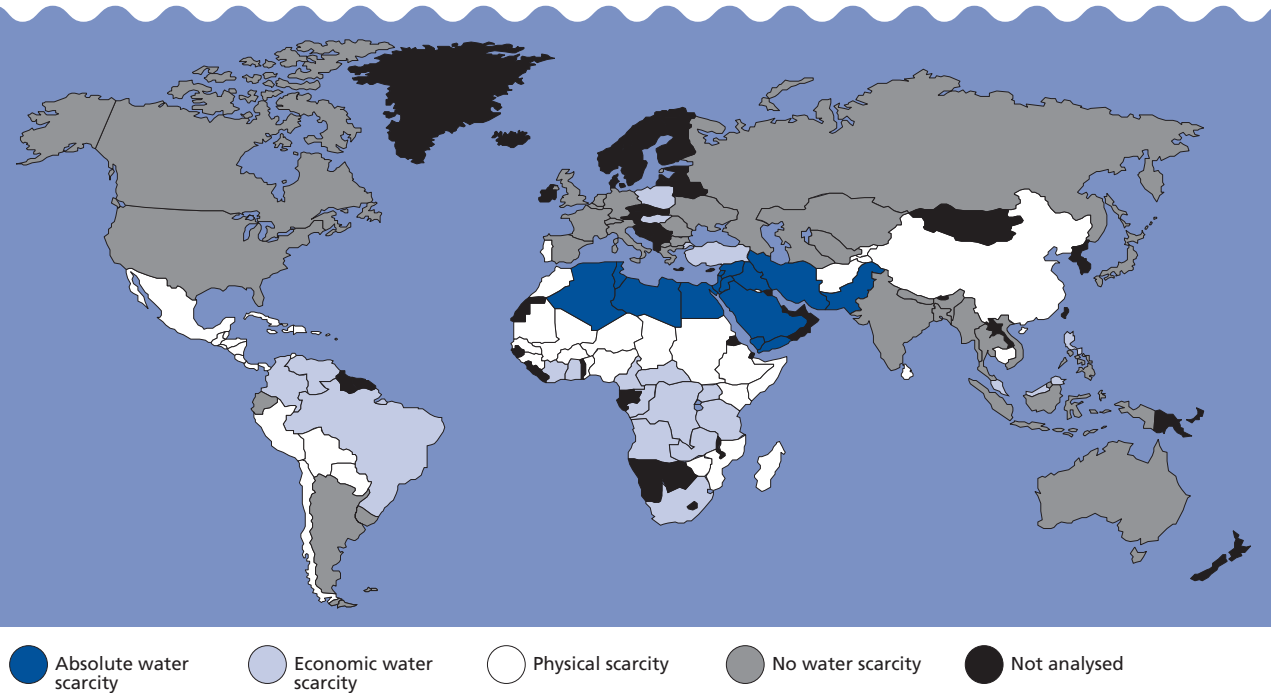 Absolute water
scarcity
Economic water
scarcity
Physical scarcity
No water scarcity
Not analysed